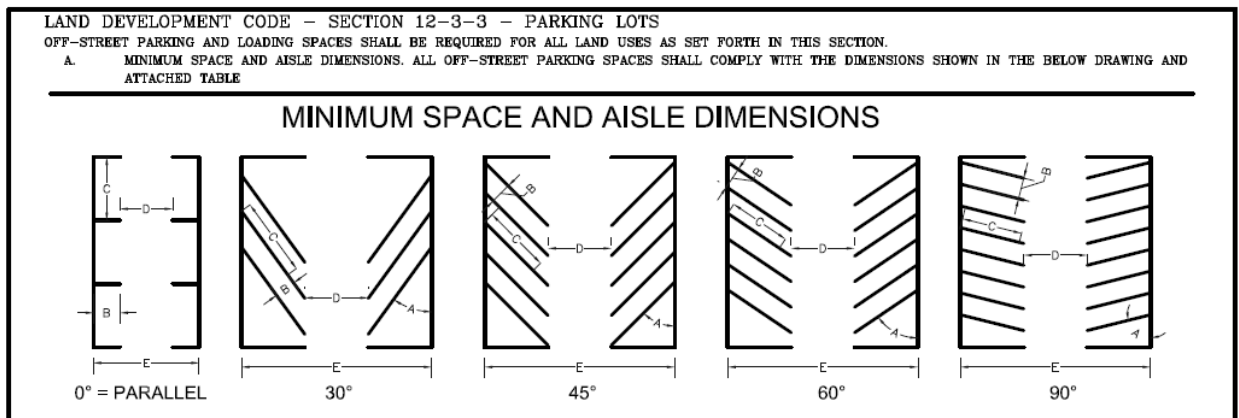 LAND DEVELOPMENT CODE – SECTION 12–3–3 – PARKING LOTS
OFF–STREET PARKING AND LOADING SPACES SHALL BE REQUIRED FOR ALL LAND USES AS SET FORTH IN THIS SECTION.
A. MINIMUM SPACE AND AISLE DIMENSIONS. ALL OFF–STREET PARKING SPACES SHALL COMPLY WITH THE DIMENSIONS SHOWN IN THE BELOW DRAWING AND
ATTACHED TABLE
MINIMUM SPACE AND AISLE DIMENSIONS
C
D
B
E
0° = PARALLEL
C
B
D
A
E
30°
B
C
D
A
E
45°
B
C
D
A
E
60°
B
C
D
A
E
90°